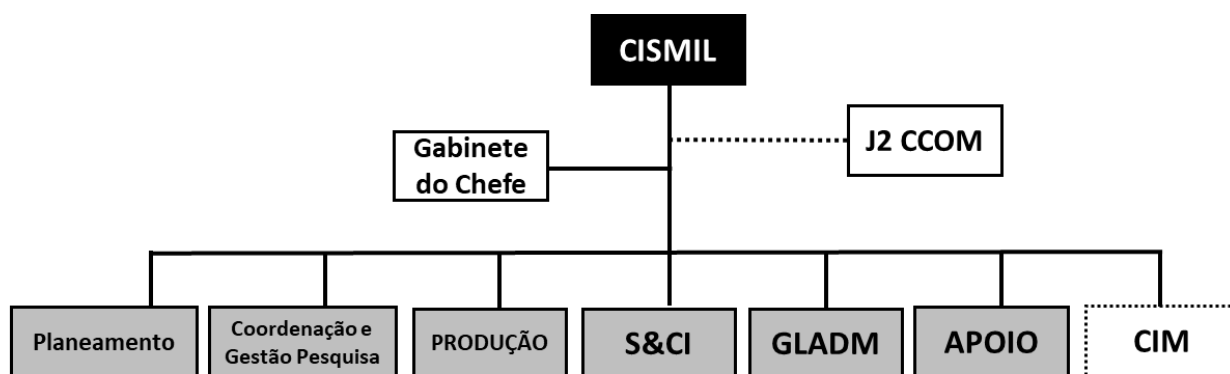 CISMIL
J2 CCOM
Gabinete
do Chefe
Planeamento
Coordenação e
Gestão Pesquisa
PRODUÇÃO
S&CI
GLADM
APOIO
CIM